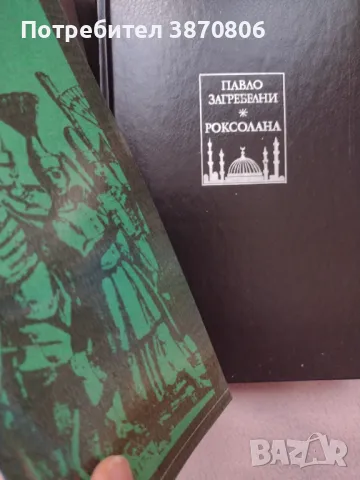 Потребител 3870806
ПАВЛО
ЗАГРЕБЕЛНИ
*
РОКСОЛАНА
BAZAR